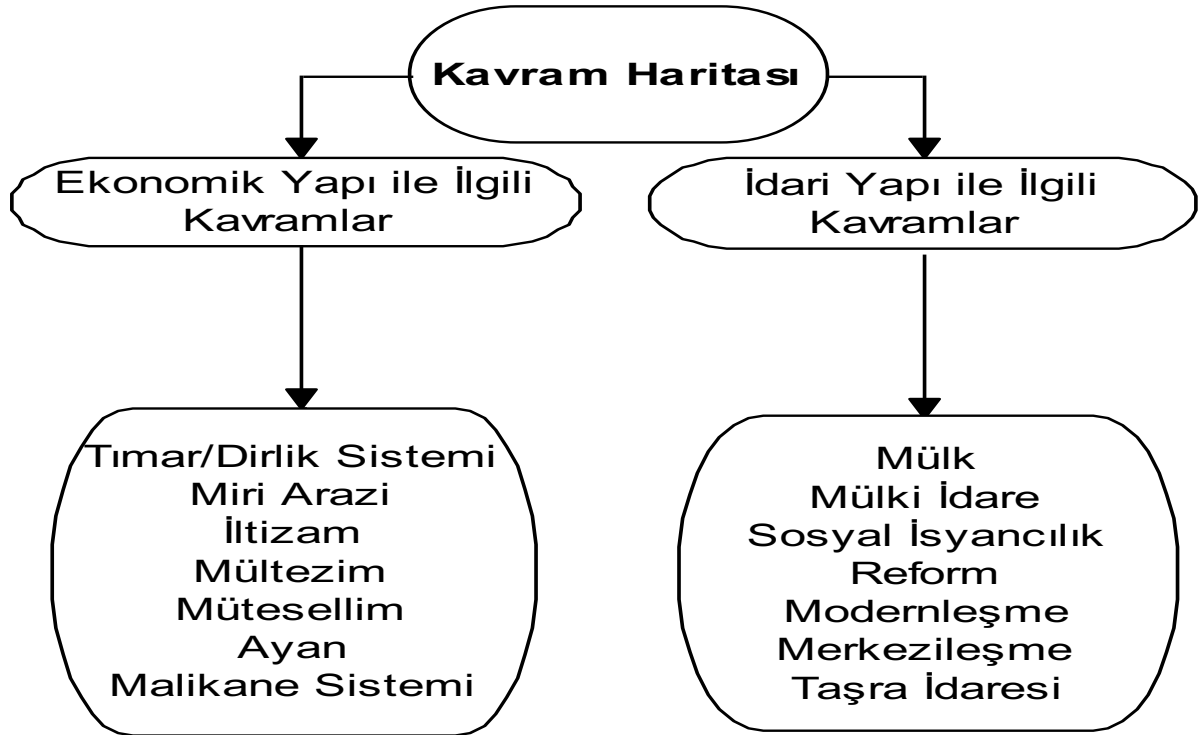 Kavram Haritası
Ekonomik Yapı ile İlgili
Kavramlar
İdari Yapı ile İlgili
Kavramlar
Tımar/Dirlik Sistemi
Miri Arazi
İltizam
Mültezim
Mütesellim
Ayan
Malikane Sistemi
Mülk
Mülki İdare
Sosyal İsyancılık
Reform
Modernleşme
Merkezileşme
Taşra İdaresi